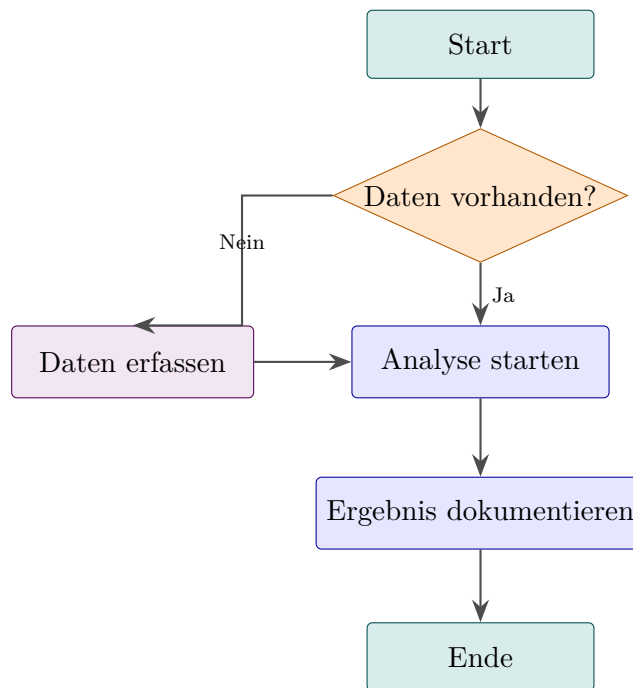 Start
Daten vorhanden?
Nein
Ja
Daten erfassen
Analyse starten
Ergebnis dokumentieren
Ende